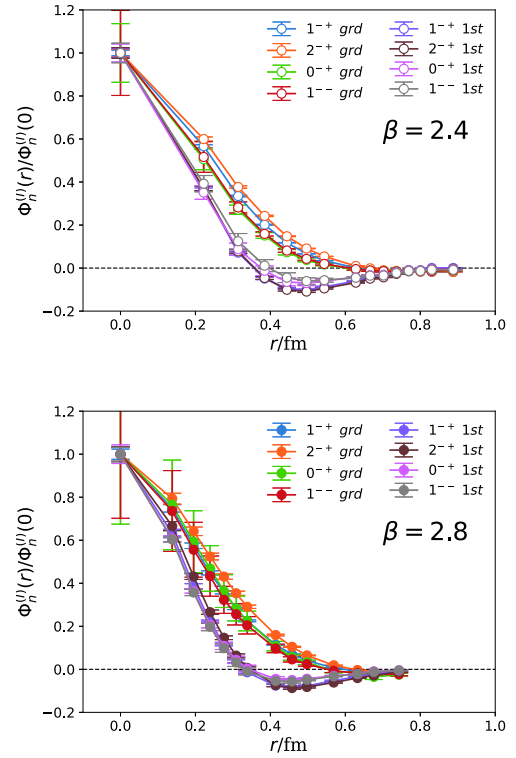 1.2
1.0
0.8
0.6
0.4
0.2
0.0
−0.2
Φₙ⁽ˡ⁾(r)/Φₙ⁽ˡ⁾(0)
1⁻⁺ grd
2⁻⁺ grd
0⁻⁺ grd
1⁻⁻ grd
1⁻⁺ 1st
2⁻⁺ 1st
0⁻⁺ 1st
1⁻⁻ 1st
β = 2.4
0.0 0.2 0.4 0.6 0.8 1.0
r/fm
1.2
1.0
0.8
0.6
0.4
0.2
0.0
−0.2
Φₙ⁽ˡ⁾(r)/Φₙ⁽ˡ⁾(0)
1⁻⁺ grd
2⁻⁺ grd
0⁻⁺ grd
1⁻⁻ grd
1⁻⁺ 1st
2⁻⁺ 1st
0⁻⁺ 1st
1⁻⁻ 1st
β = 2.8
0.0 0.2 0.4 0.6 0.8 1.0
r/fm